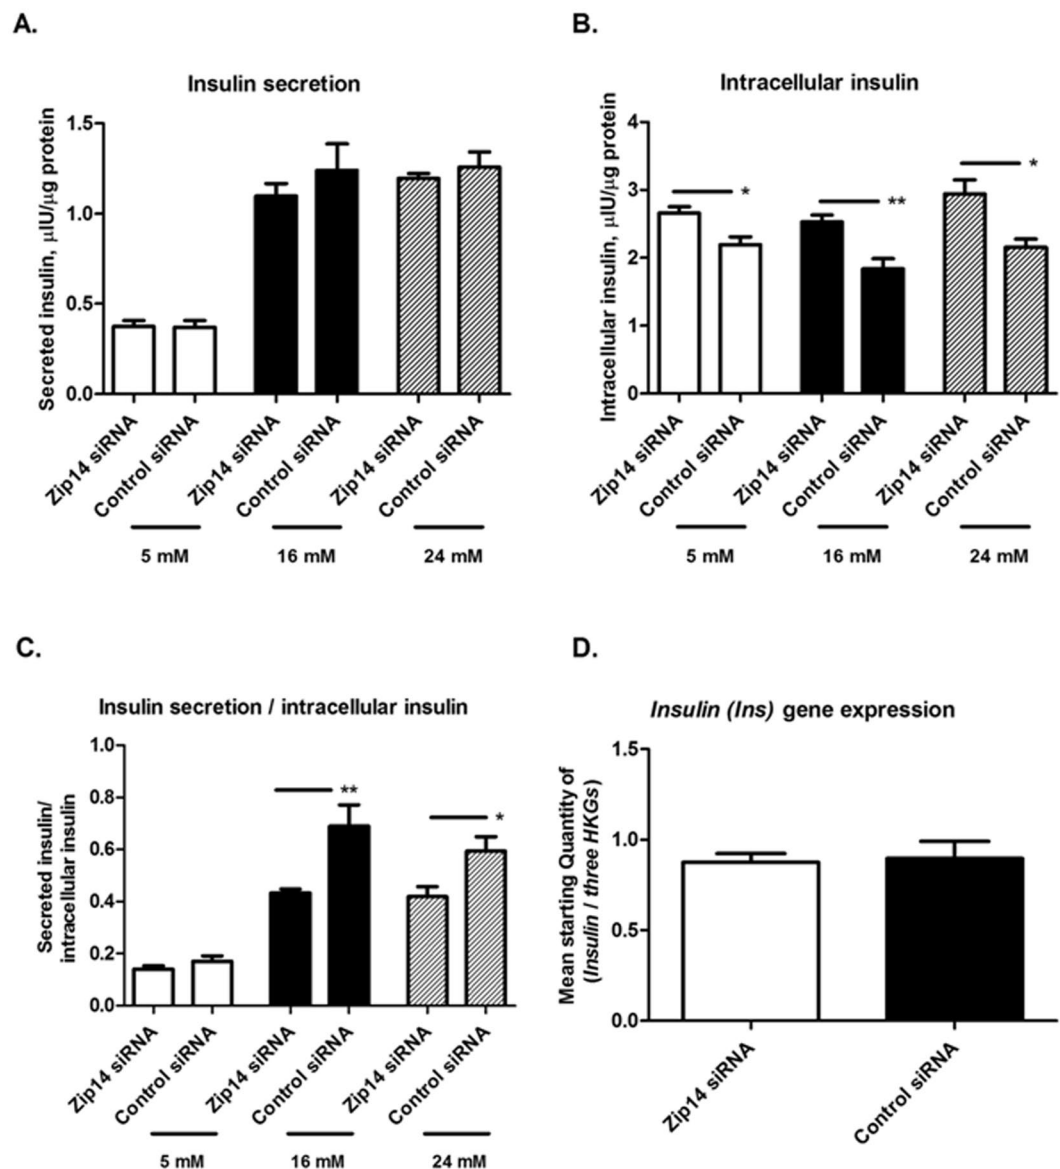 A.
Insulin secretion
Secreted insulin, μIU/μg protein
1.5
1.0
0.5
0.0
Zip14 siRNA
Control siRNA
Zip14 siRNA
Control siRNA
Zip14 siRNA
Control siRNA
5 mM
16 mM
24 mM
B.
Intracellular insulin
Intracellular insulin, μIU/μg protein
4
3
2
1
0
*
**
*
Zip14 siRNA
Control siRNA
Zip14 siRNA
Control siRNA
Zip14 siRNA
Control siRNA
5 mM
16 mM
24 mM
C.
Insulin secretion / intracellular insulin
Secreted insulin/
intracellular insulin
1.0
0.8
0.6
0.4
0.2
0.0
**
*
Zip14 siRNA
Control siRNA
Zip14 siRNA
Control siRNA
Zip14 siRNA
Control siRNA
5 mM
16 mM
24 mM
D.
Insulin (Ins) gene expression
Mean starting Quantity of
(Insulin / three HKGs)
1.5
1.0
0.5
0.0
Zip14 siRNA
Control siRNA